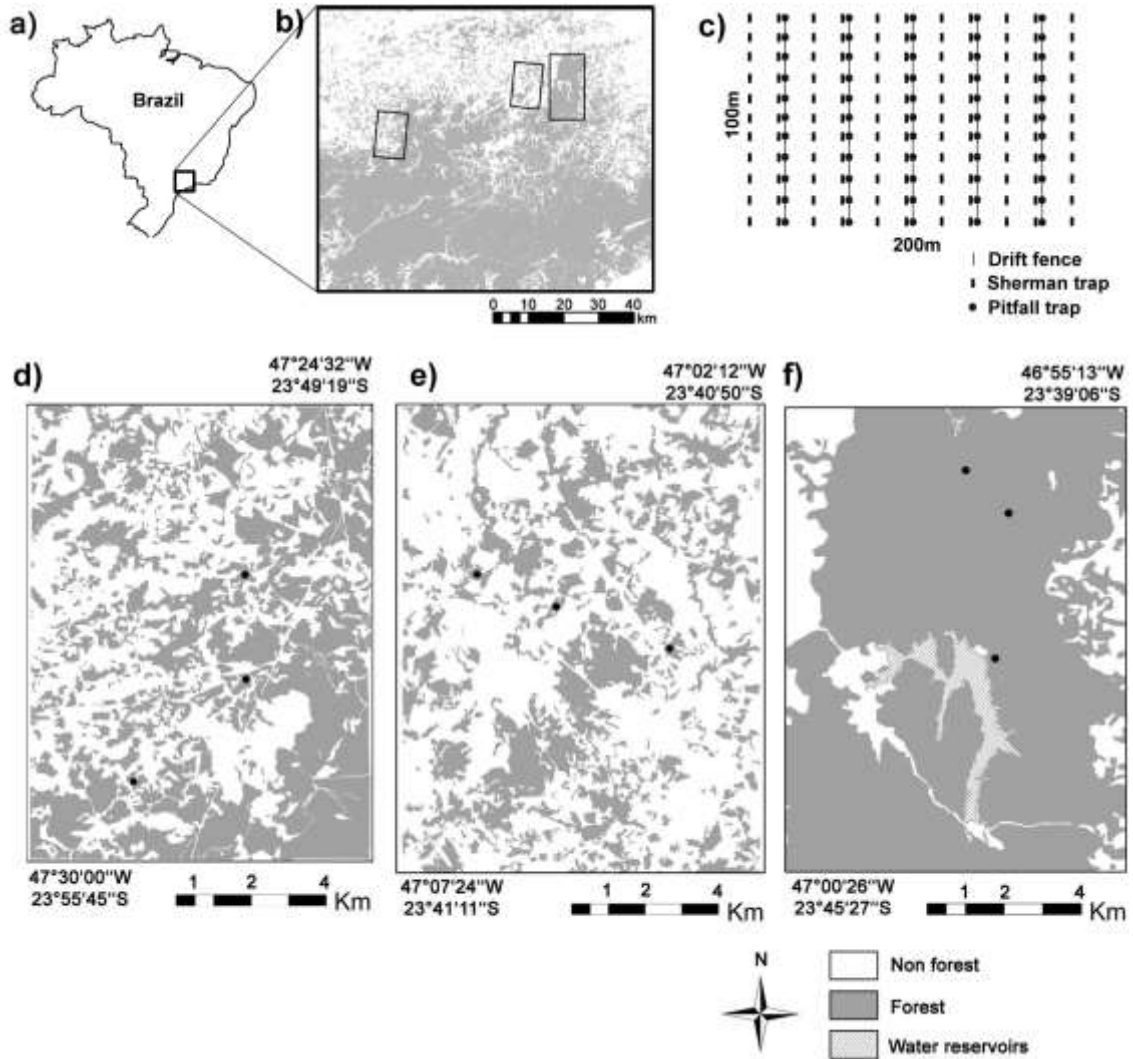 a)
Brazil
b)
0 10 20 30 40
km
c)
100m
200m
Drift fence
Sherman trap
Pitfall trap
d)
47°24'32"W
23°49'19"S
47°30'00"W
23°55'45"S
1 2 4
Km
e)
47°02'12"W
23°40'50"S
47°07'24"W
23°41'11"S
1 2 4
Km
f)
46°55'13"W
23°39'06"S
47°00'26"W
23°45'27"S
1 2 4
Km
N
Non forest
Forest
Water reservoirs